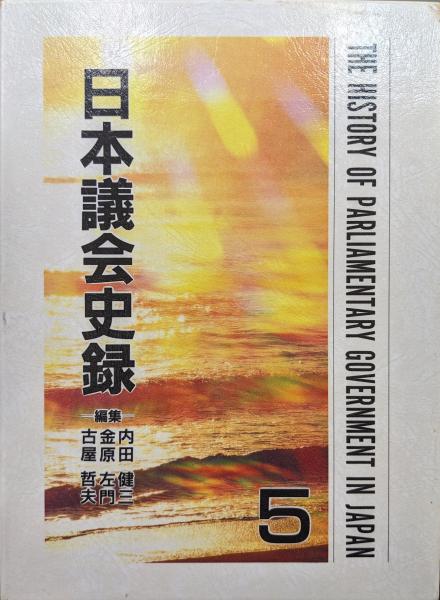 THE HISTORY OF PARLIAMENTARY GOVERNMENT IN JAPAN
日本議会史録
編集
内田健三
金原左門
古屋哲夫
5